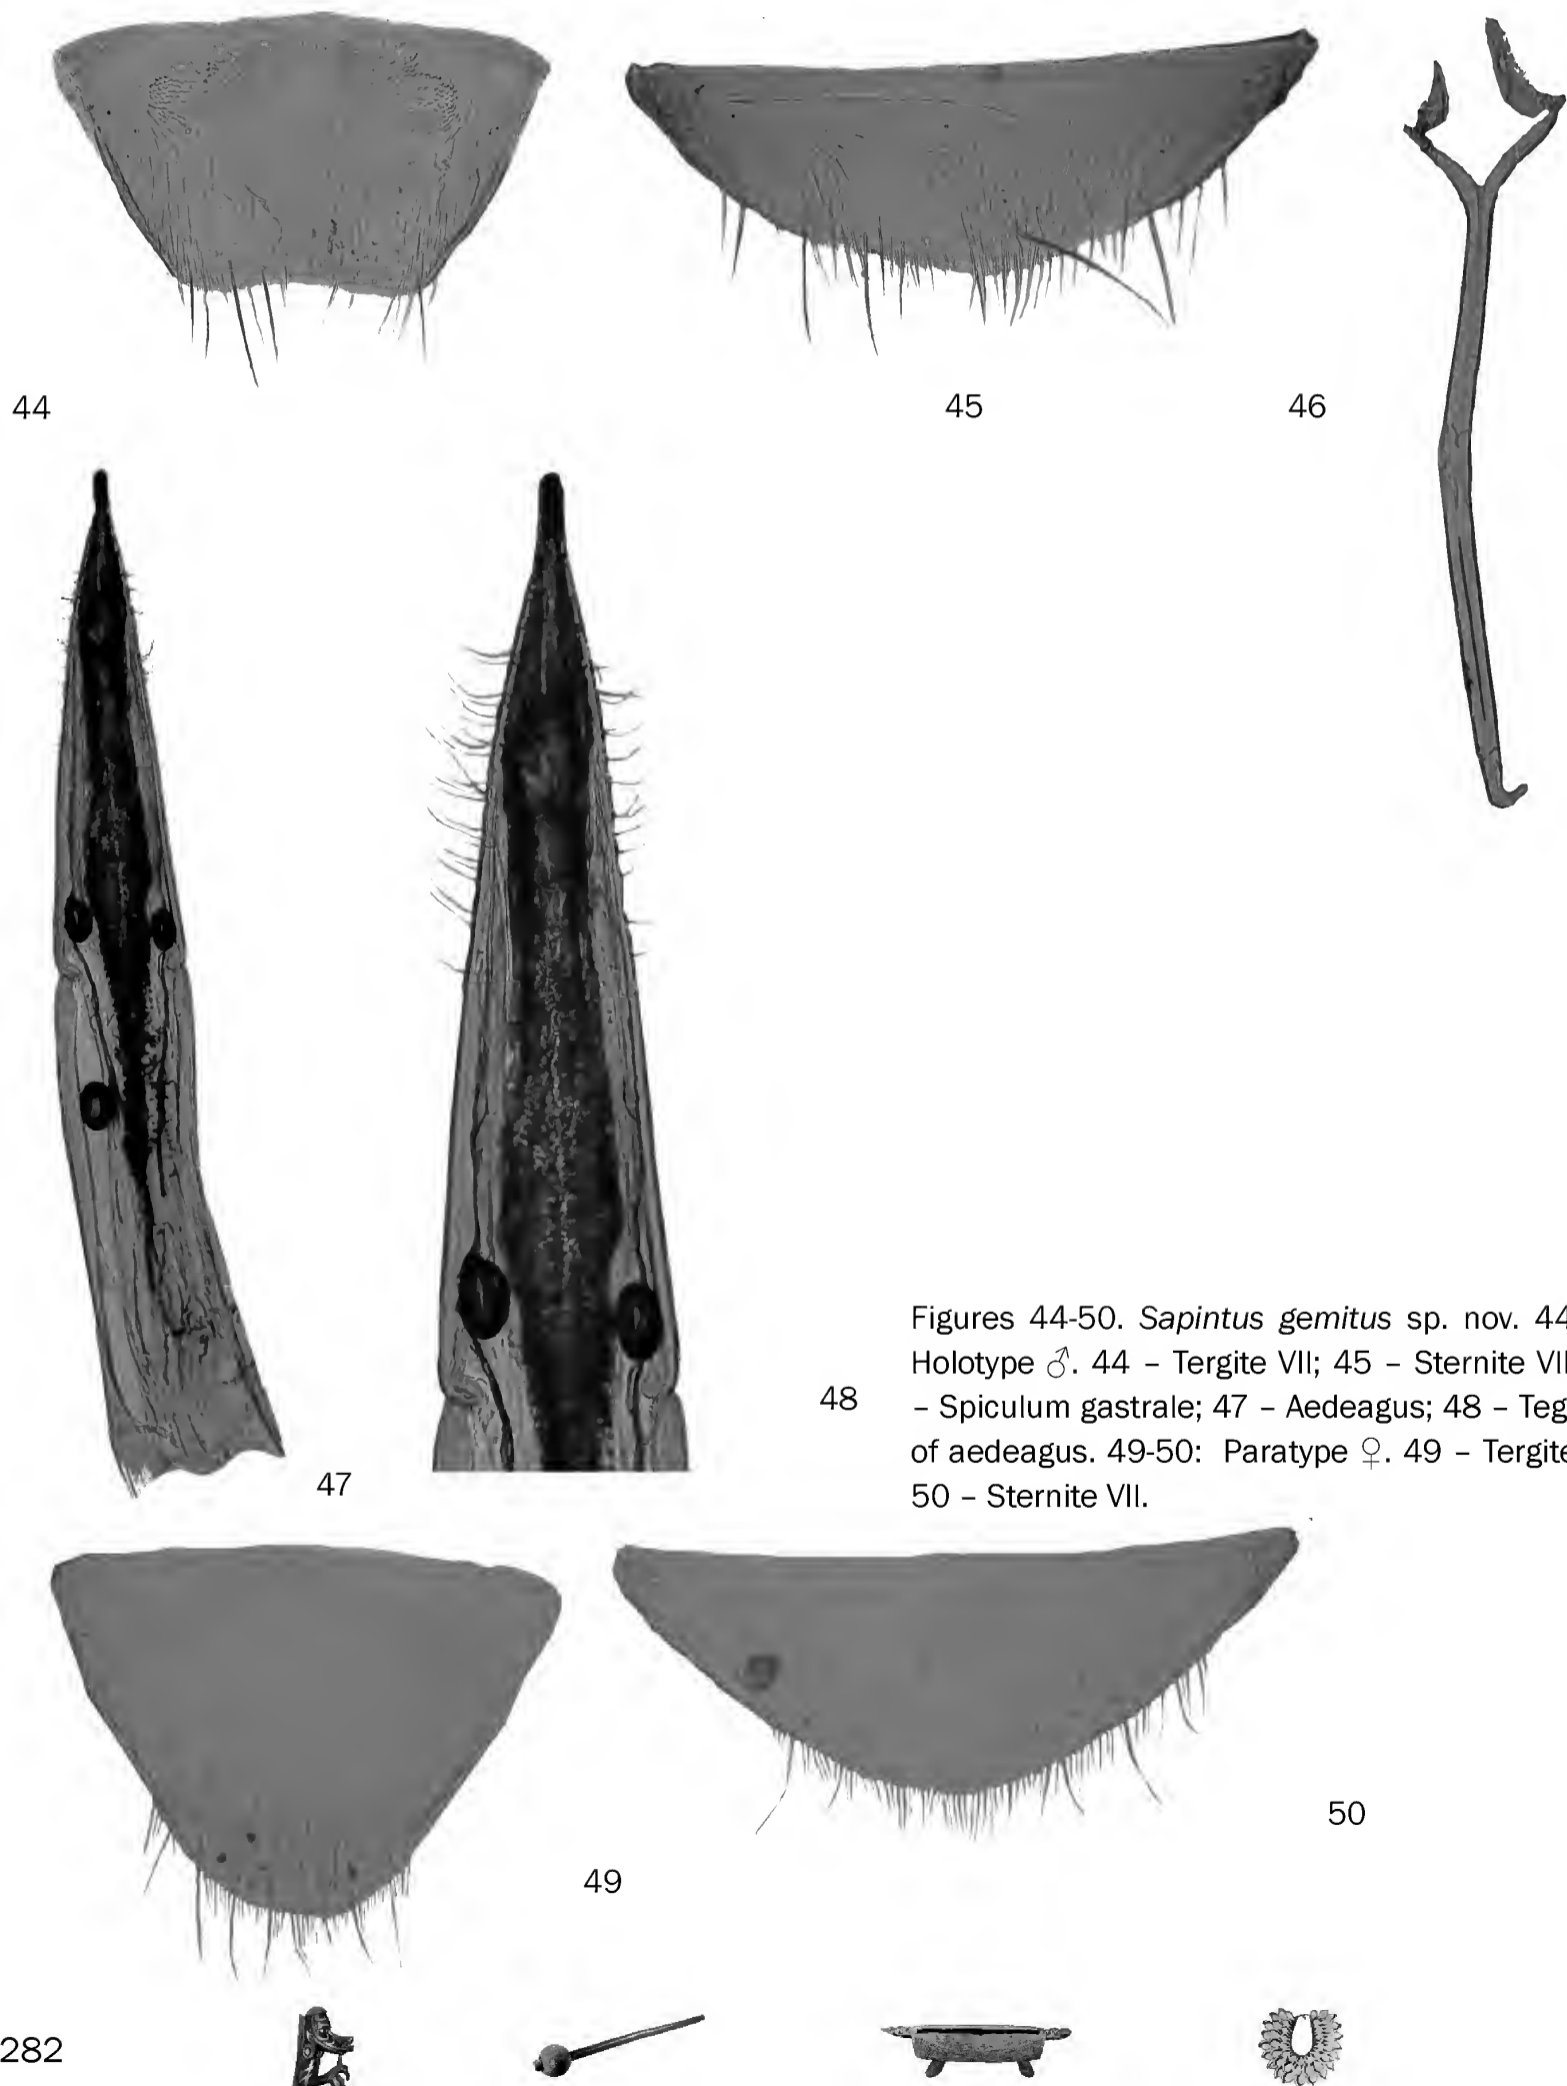 44
45
46
47
48
Figures 44-50. Sapintus gemitus sp. nov. 44
Holotype ♂. 44 – Tergite VII; 45 – Sternite VII
– Spiculum gastrale; 47 – Aedeagus; 48 – Teg
of aedeagus. 49-50: Paratype ♀. 49 – Tergite
50 – Sternite VII.
49
50
282